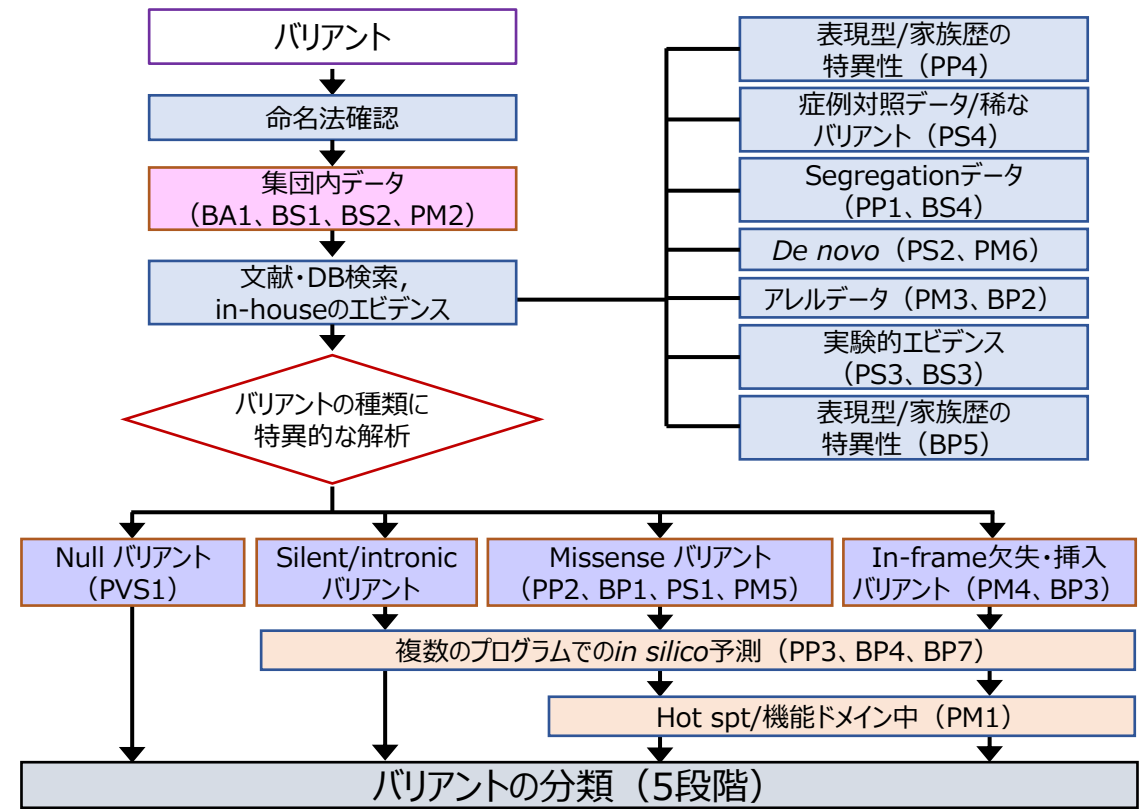 バリアント
命名法確認
集団内データ
（BA1、BS1、BS2、PM2）
文献・DB検索,
in-houseのエビデンス
バリアントの種類に
特異的な解析
表現型/家族歴の
特異性（PP4）
症例対照データ/稀な
バリアント（PS4）
Segregationデータ
（PP1、BS4）
De novo（PS2、PM6）
アレルデータ（PM3、BP2）
実験的エビデンス
（PS3、BS3）
表現型/家族歴の
特異性（BP5）
Null バリアント
（PVS1）
Silent/intronic
バリアント
Missense バリアント
（PP2、BP1、PS1、PM5）
In-frame欠失・挿入
バリアント（PM4、BP3）
複数のプログラムでのin silico予測（PP3、BP4、BP7）
Hot spt/機能ドメイン中（PM1）
バリアントの分類（5段階）